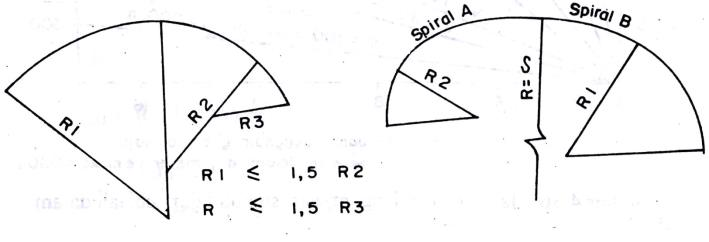 Spiral A
Spiral B
R1
R2
R3
R1 ≤ 1,5 R2
R ≤ 1,5 R3
R2
R = S
R1